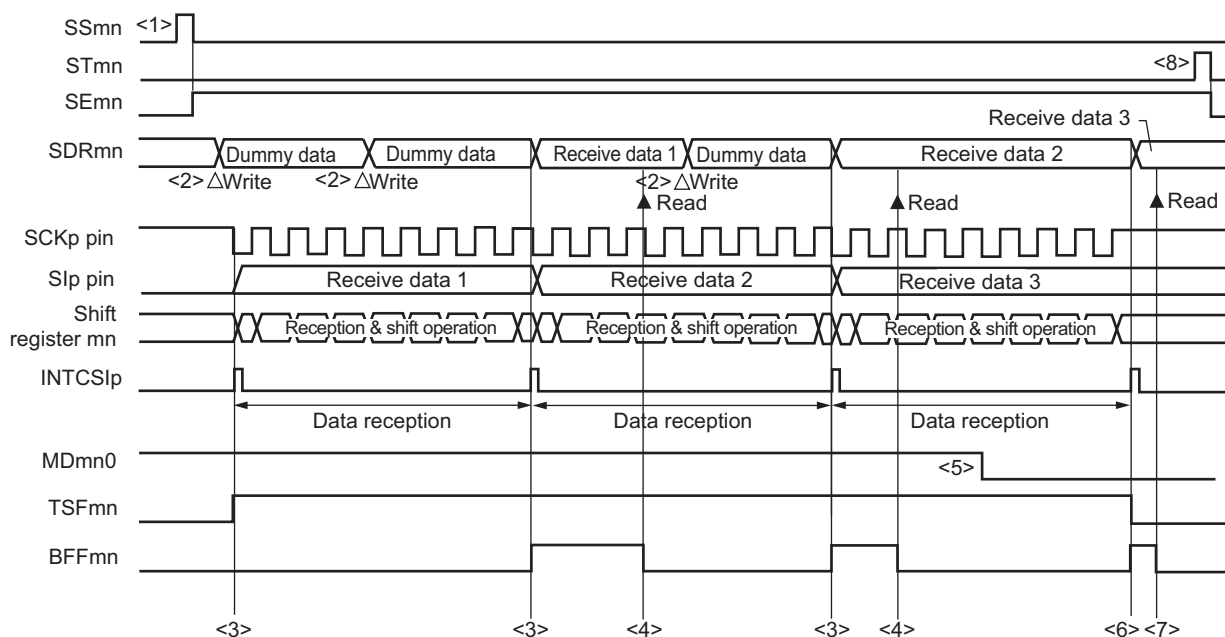 SSmn <1>
STmn <8>
SEmn
Receive data 3
SDRmn Dummy data Dummy data Receive data 1 Dummy data Receive data 2
<2> △Write <2> △Write <2> △Write
▲ Read ▲ Read ▲ Read
SCKp pin
SIp pin Receive data 1 Receive data 2 Receive data 3
Shift
register mn Reception & shift operation Reception & shift operation Reception & shift operation
INTCSIp
Data reception Data reception Data reception
MDmn0 <5>
TSFmn
BFFmn
<3> <3> <4> <3> <4> <6> <7>